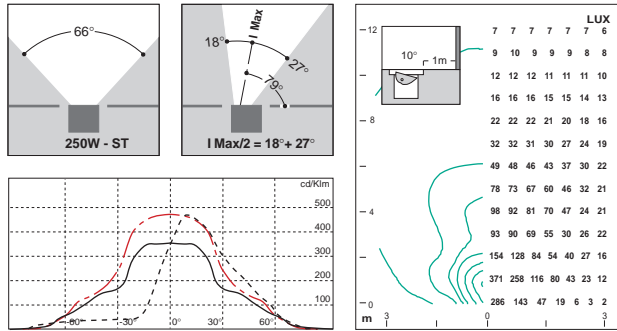 66°
250W - ST
18°
I Max
27°
79°
I Max/2 = 18°+ 27°
cd/Klm
500
400
300
200
100
-60°
-30°
0°
30°
60°
LUX
12
8
4
0
m
10°
1m
7 7 7 7 7 7 6
9 10 9 9 9 8 8
12 12 12 11 11 11 10
16 16 16 15 15 14 13
22 22 22 21 20 18 16
32 32 31 30 27 24 19
49 48 46 43 37 30 22
78 73 67 60 46 32 21
98 92 81 70 47 24 21
93 90 69 55 30 26 22
154 128 84 54 40 27 16
371 258 116 80 43 23 12
286 143 47 19 6 3 2
3 0 3